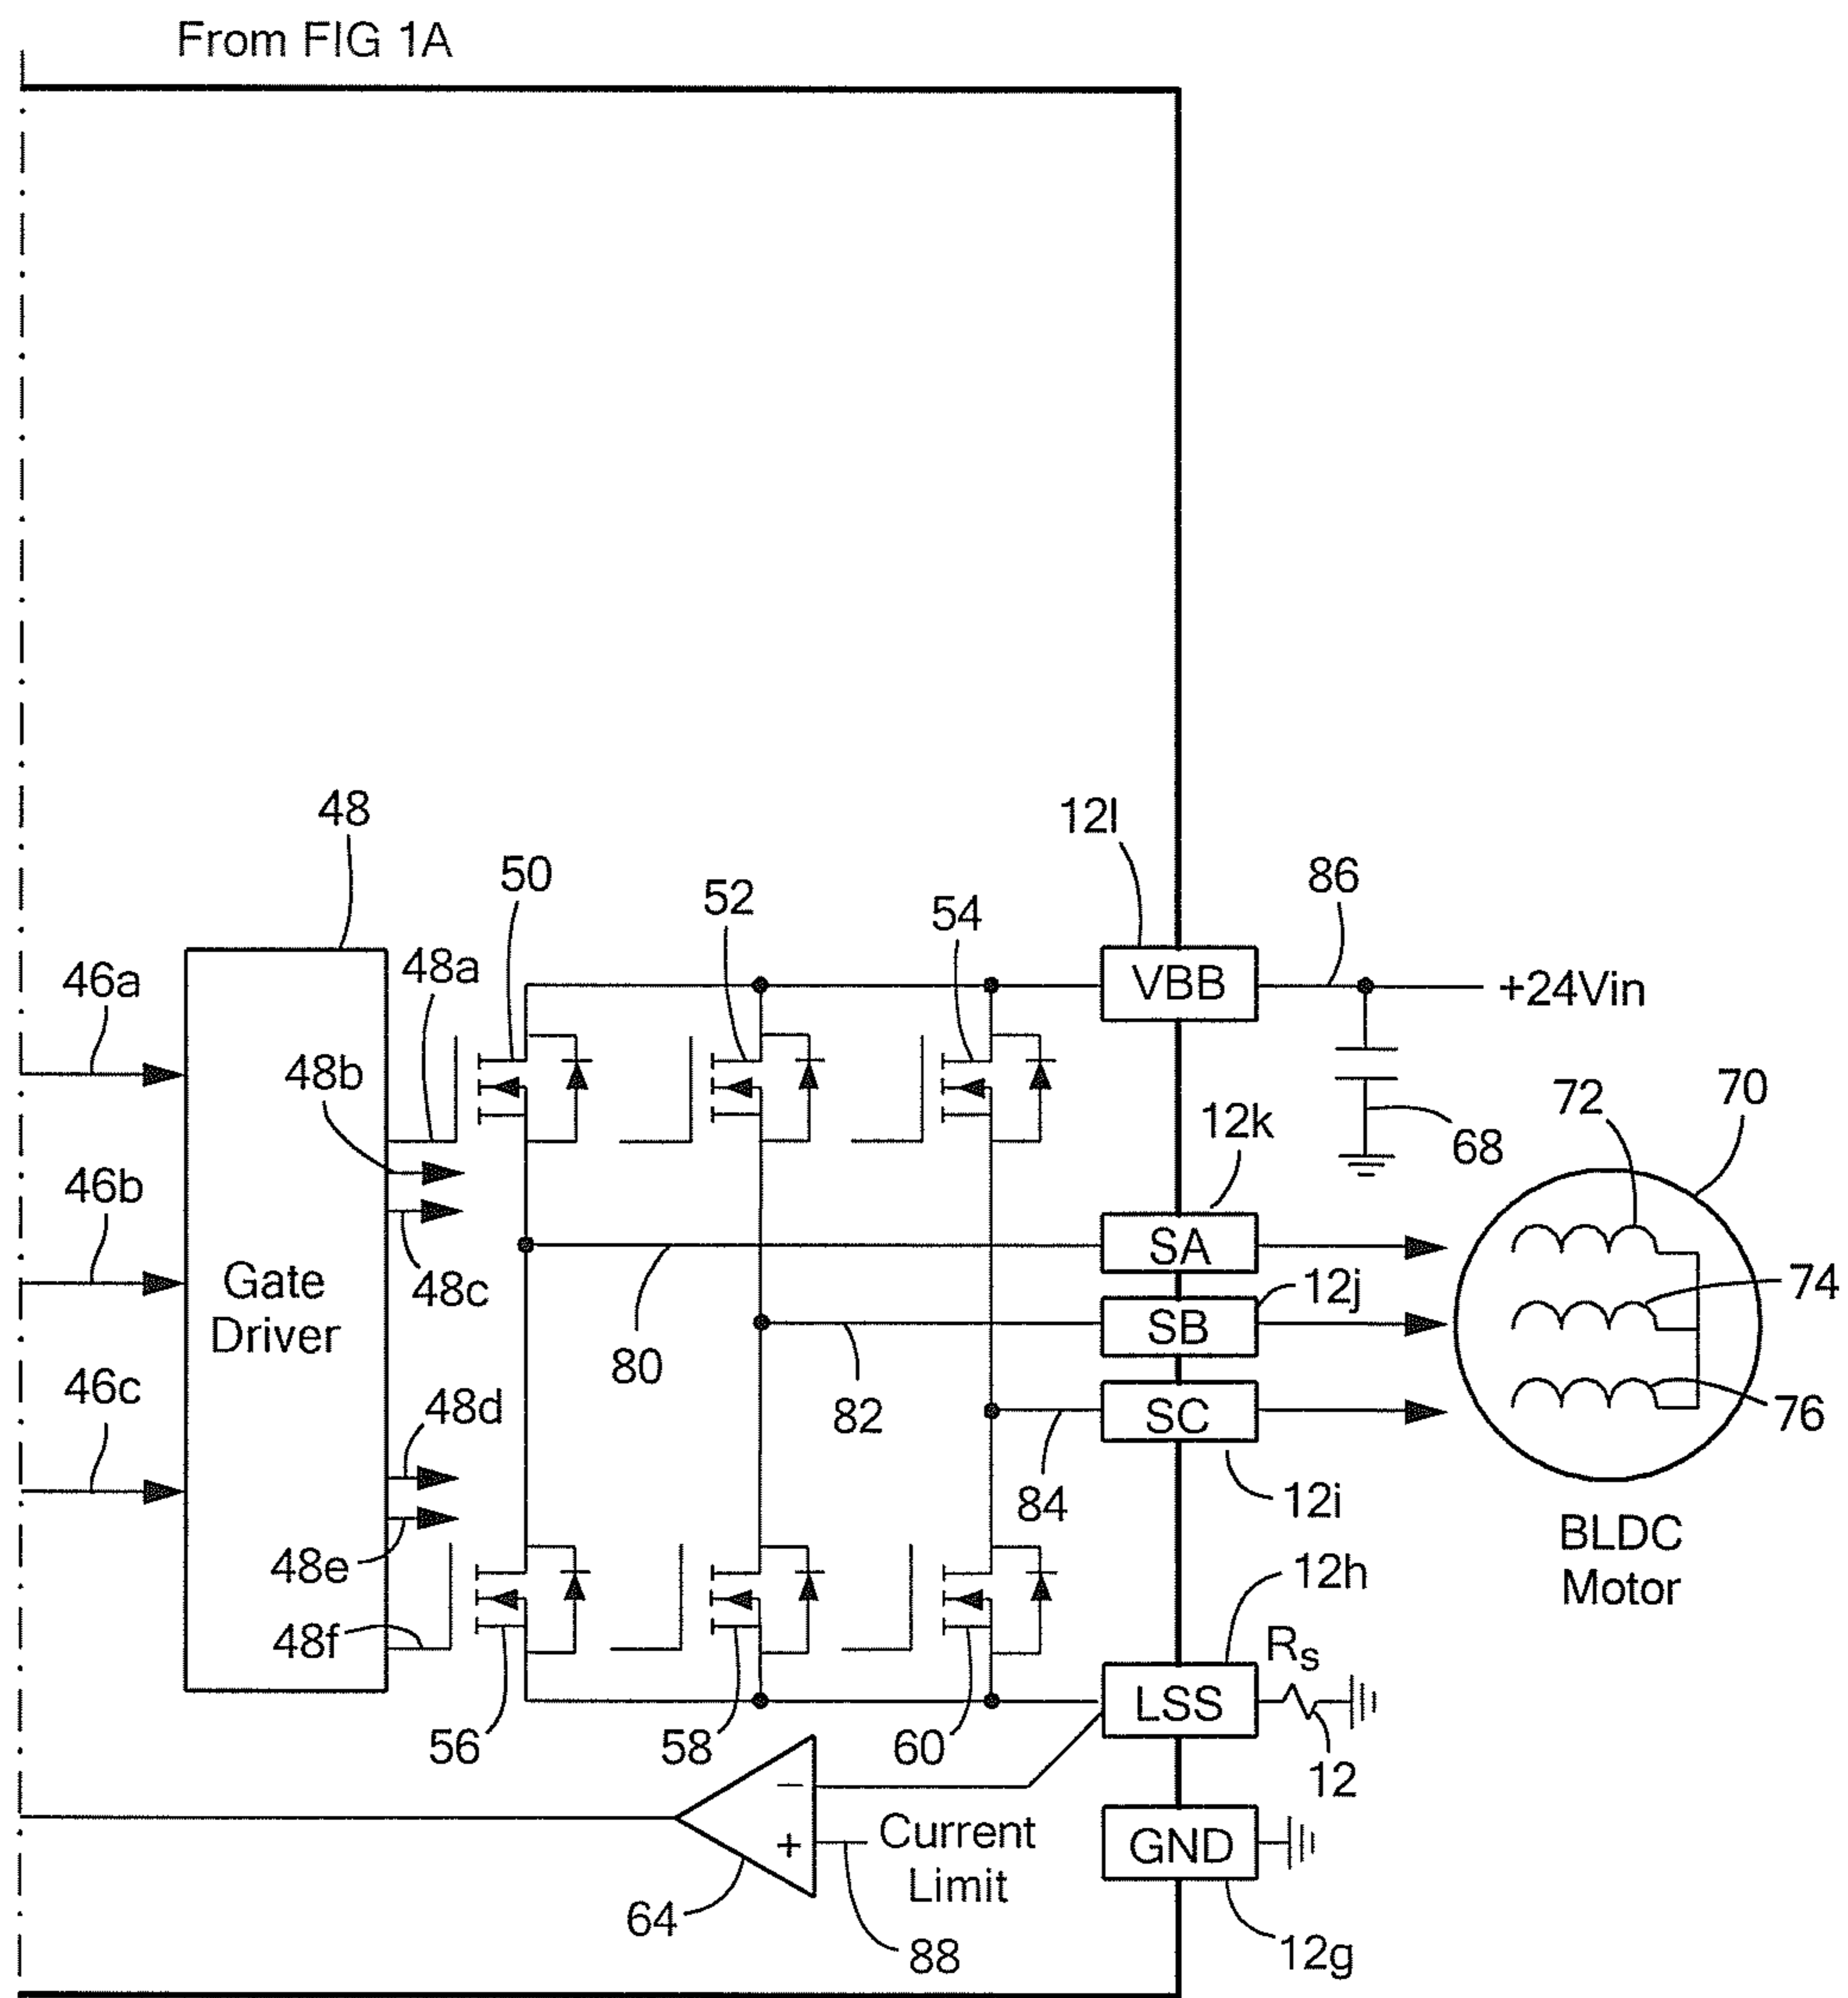 From FIG 1A
48
12l
50
52
54
86
46a
48a
VBB
+24Vin
48b
72
70
12k
68
46b
SA
48c
Gate
Driver
12j
74
SB
80
46c
48d
82
SC
76
84
12i
48e
BLDC
Motor
12h
48f
Rs
LSS
56
58
60
12
–
+
Current
Limit
GND
64
88
12g